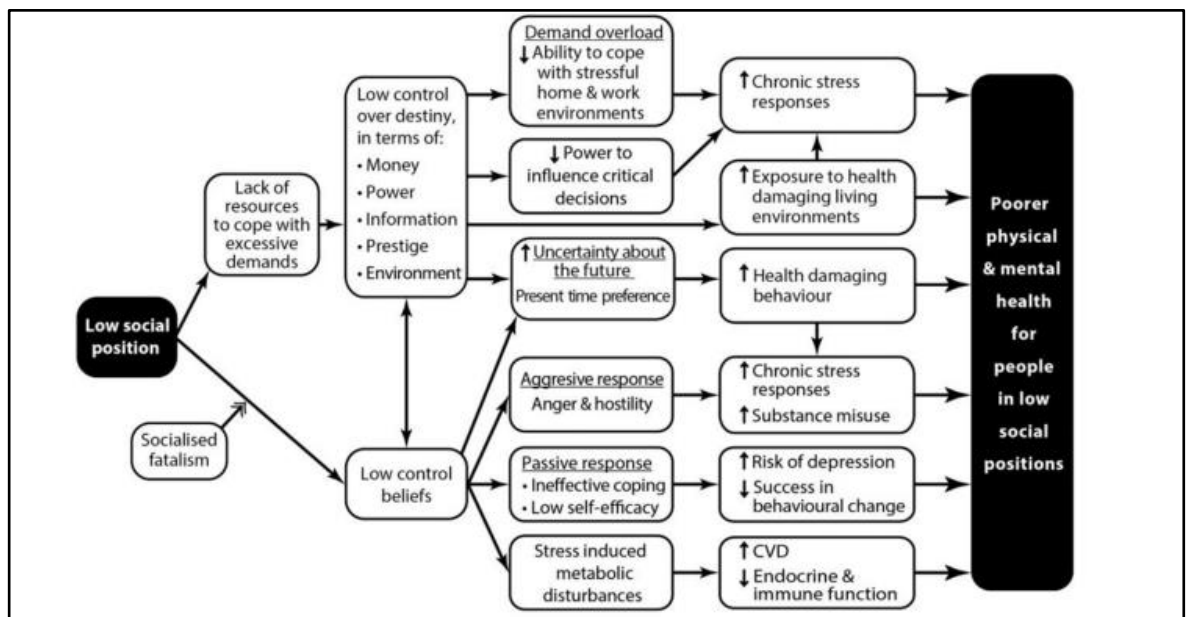 Low social
position
Socialised
fatalism
Lack of
resources
to cope with
excessive
demands
Low control
over destiny,
in terms of:
• Money
• Power
• Information
• Prestige
• Environment
Low control
beliefs
Demand overload
↓ Ability to cope
with stressful
home & work
environments
↓ Power to
influence critical
decisions
↑ Uncertainty about
the future
Present time preference
Aggresive response
Anger & hostility
Passive response
• Ineffective coping
• Low self-efficacy
Stress induced
metabolic
disturbances
↑ Chronic stress
responses
↑ Exposure to health
damaging living
environments
↑ Health damaging
behaviour
↑ Chronic stress
responses
↑ Substance misuse
↑ Risk of depression
↓ Success in
behavioural change
↑ CVD
↓ Endocrine &
immune function
Poorer
physical
& mental
health
for
people
in low
social
positions